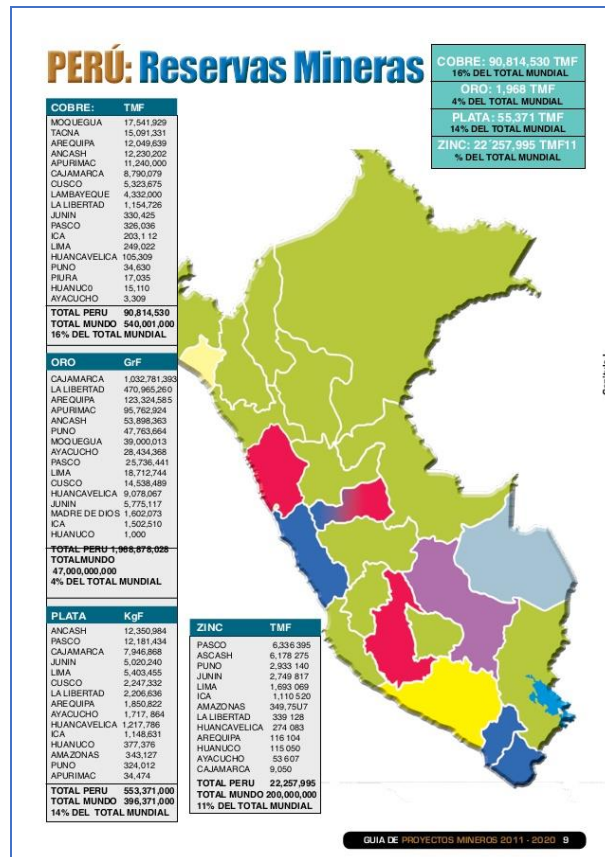 PERÚ: Reservas Mineras
COBRE: 90,814,530 TMF
16% DEL TOTAL MUNDIAL
ORO: 1,968 TMF
4% DEL TOTAL MUNDIAL
PLATA: 55,371 TMF
14% DEL TOTAL MUNDIAL
ZINC: 22´257,995 TMF11
% DEL TOTAL MUNDIAL
COBRE: TMF
MOQUEGUA 17,541,929
TACNA 15,091,331
AREQUIPA 12,049,639
ANCASH 12,230,202
APURIMAC 11,240,000
CAJAMARCA 8,790,079
CUSCO 5,323,675
LAMBAYEQUE 4,332,000
LA LIBERTAD 1,154,726
JUNIN 330,425
PASCO 326,036
ICA 203,1 12
LIMA 249,022
HUANCAVELICA 105,309
PUNO 34,630
PIURA 17,035
HUANUC0 15,110
AYACUCHO 3,309
TOTAL PERU 90,814,530
TOTAL MUNDO 540,001,000
16% DEL TOTAL MUNDIAL
ORO GrF
CAJAMARCA 1,032,781,393
LA LIBERTAD 470,965,260
AREQUIPA 123,324,585
APURIMAC 95,762,924
ANCASH 53,898,363
PUNO 47,763,664
MOQUEGUA 39,000,013
AYACUCHO 28,434,368
PASCO 25,736,441
LIMA 18,712,744
CUSCO 14,538,489
HUANCAVELICA 9,078,067
JUNIN 5,775,117
MADRE DE DIOS 1,602,073
ICA 1,502,510
HUANUCO 1,000
TOTAL PERU 1,968,878,028
TOTALMUNDO
47,000,000,000
4% DEL TOTAL MUNDIAL
PLATA KgF
ANCASH 12,350,984
PASCO 12,181,434
CAJAMARCA 7,946,868
JUNIN 5,020,240
LIMA 5,403,455
CUSCO 2,247,332
LA LIBERTAD 2,206,636
AREQUIPA 1,850,822
AYACUCHO 1,717, 864
HUANCAVELICA 1,217,786
ICA 1,148,631
HUANUCO 377,376
AMAZONAS 343,127
PUNO 324,012
APURIMAC 34,474
TOTAL PERU 553,371,000
TOTAL MUNDO 396,371,000
14% DEL TOTAL MUNDIAL
ZINC TMF
PASCO 6,336 395
ASCASH 6,178 275
PUNO 2,933 140
JUNIN 2,749 817
LIMA 1,693 069
ICA 1,110 520
AMAZONAS 349,75U7
LA LIBERTAD 339 128
HUANCAVELICA 274 083
AREQUIPA 116 104
HUANUCO 115 050
AYACUCHO 53 607
CAJAMARCA 9,050
TOTAL PERU 22,257,995
TOTAL MUNDO 200,000,000
11% DEL TOTAL MUNDIAL
GUIA DE PROYECTOS MINEROS 2011 - 2020 9